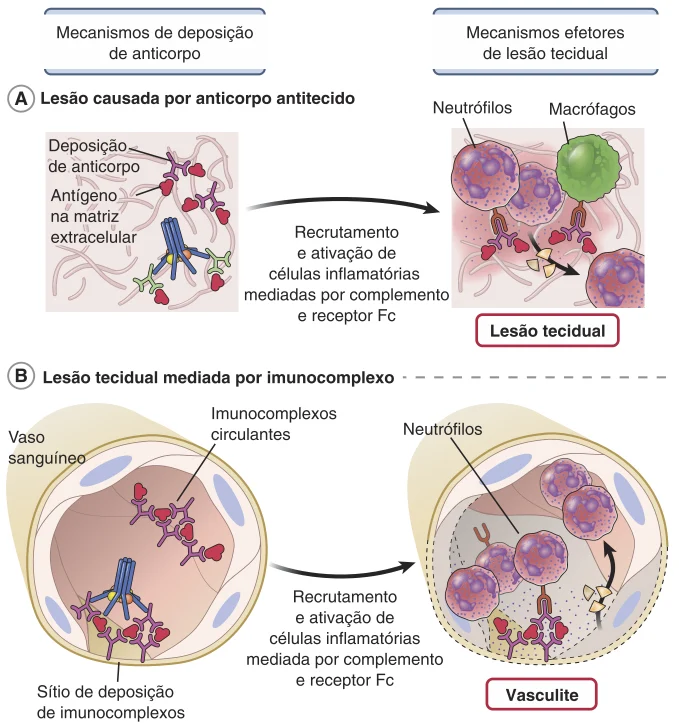 Mecanismos de deposição
de anticorpo
Mecanismos efetores
de lesão tecidual
A Lesão causada por anticorpo antitecido
Deposição
de anticorpo
Antígeno
na matriz
extracelular
Recrutamento
e ativação de
células inflamatórias
mediadas por complemento
e receptor Fc
Neutrófilos
Macrófagos
Lesão tecidual
B Lesão tecidual mediada por imunocomplexo
Vaso
sanguíneo
Imunocomplexos
circulantes
Sítio de deposição
de imunocomplexos
Recrutamento
e ativação de
células inflamatórias
mediada por complemento
e receptor Fc
Neutrófilos
Vasculite